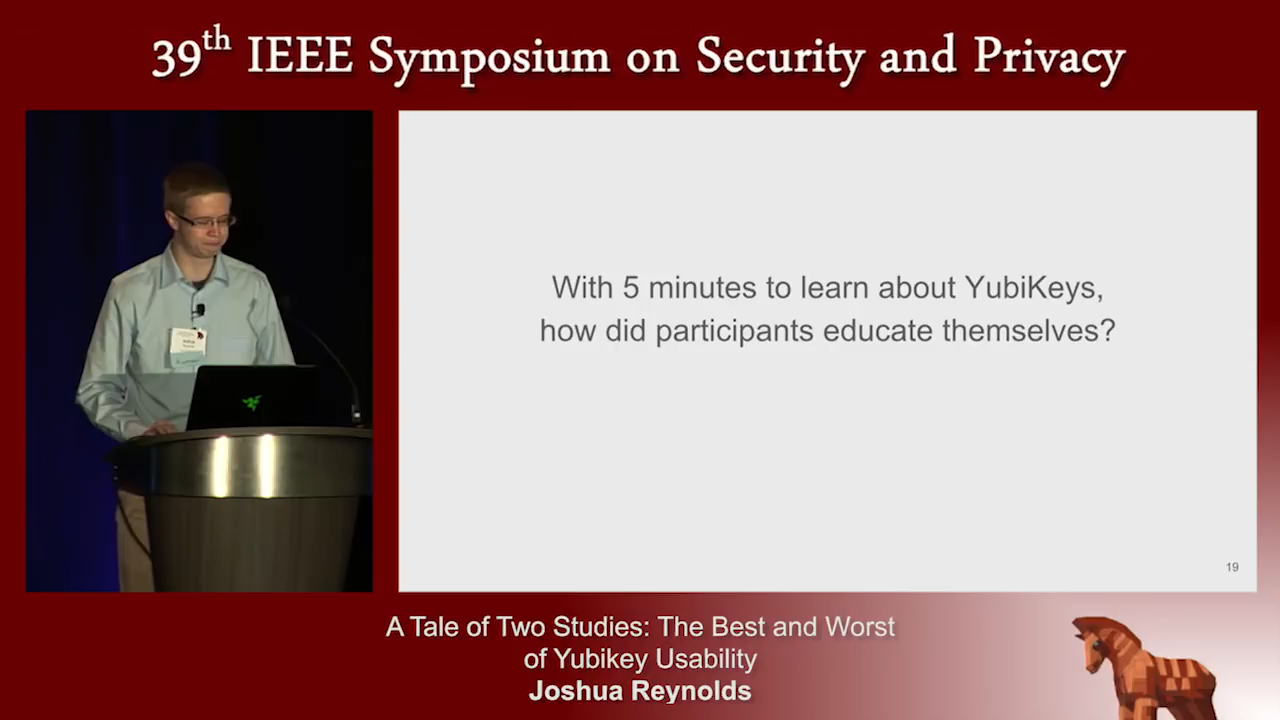 39th IEEE Symposium on Security and Privacy
With 5 minutes to learn about YubiKeys,
how did participants educate themselves?
19
A Tale of Two Studies: The Best and Worst
of Yubikey Usability
Joshua Reynolds